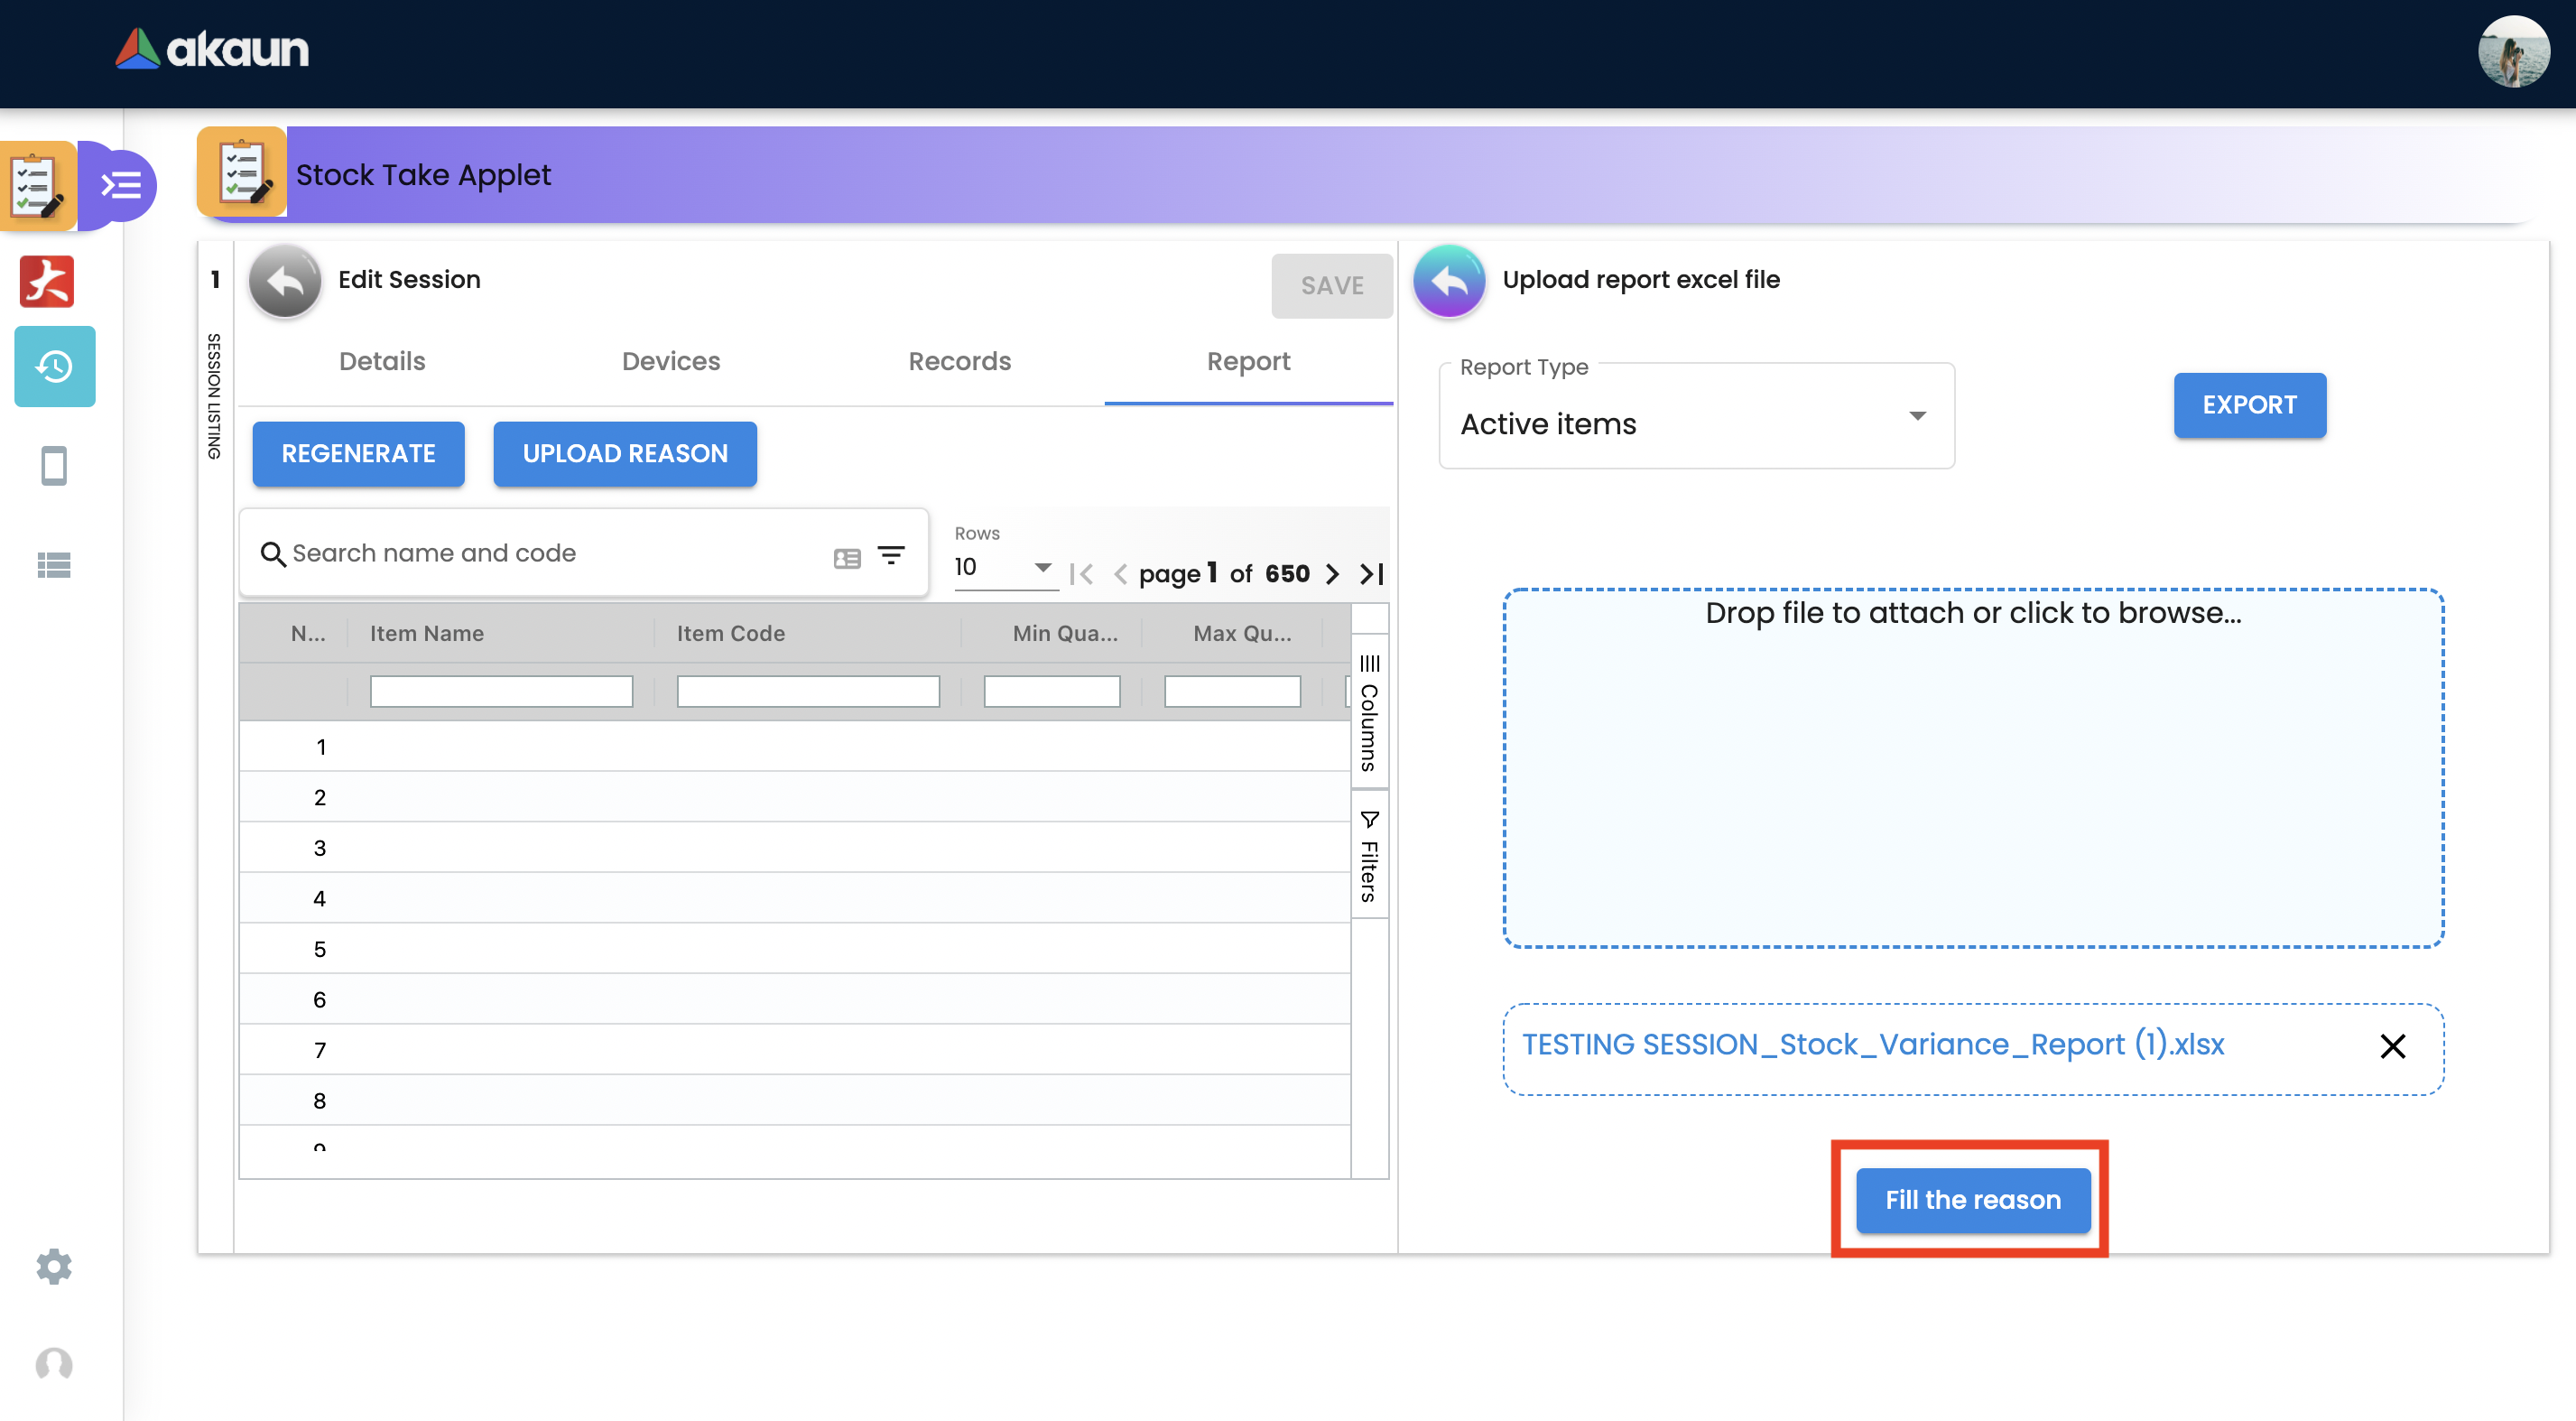 akaun
Stock Take Applet
1
SESSION LISTING
Edit Session
SAVE
Details
Devices
Records
Report
REGENERATE
UPLOAD REASON
Search name and code
Rows
10
page 1 of 650
N...
Item Name
Item Code
Min Qua...
Max Qu...
1
2
3
4
5
6
7
8
9
Columns
Filters
Upload report excel file
Report Type
Active items
EXPORT
Drop file to attach or click to browse...
TESTING SESSION_Stock_Variance_Report (1).xlsx
Fill the reason